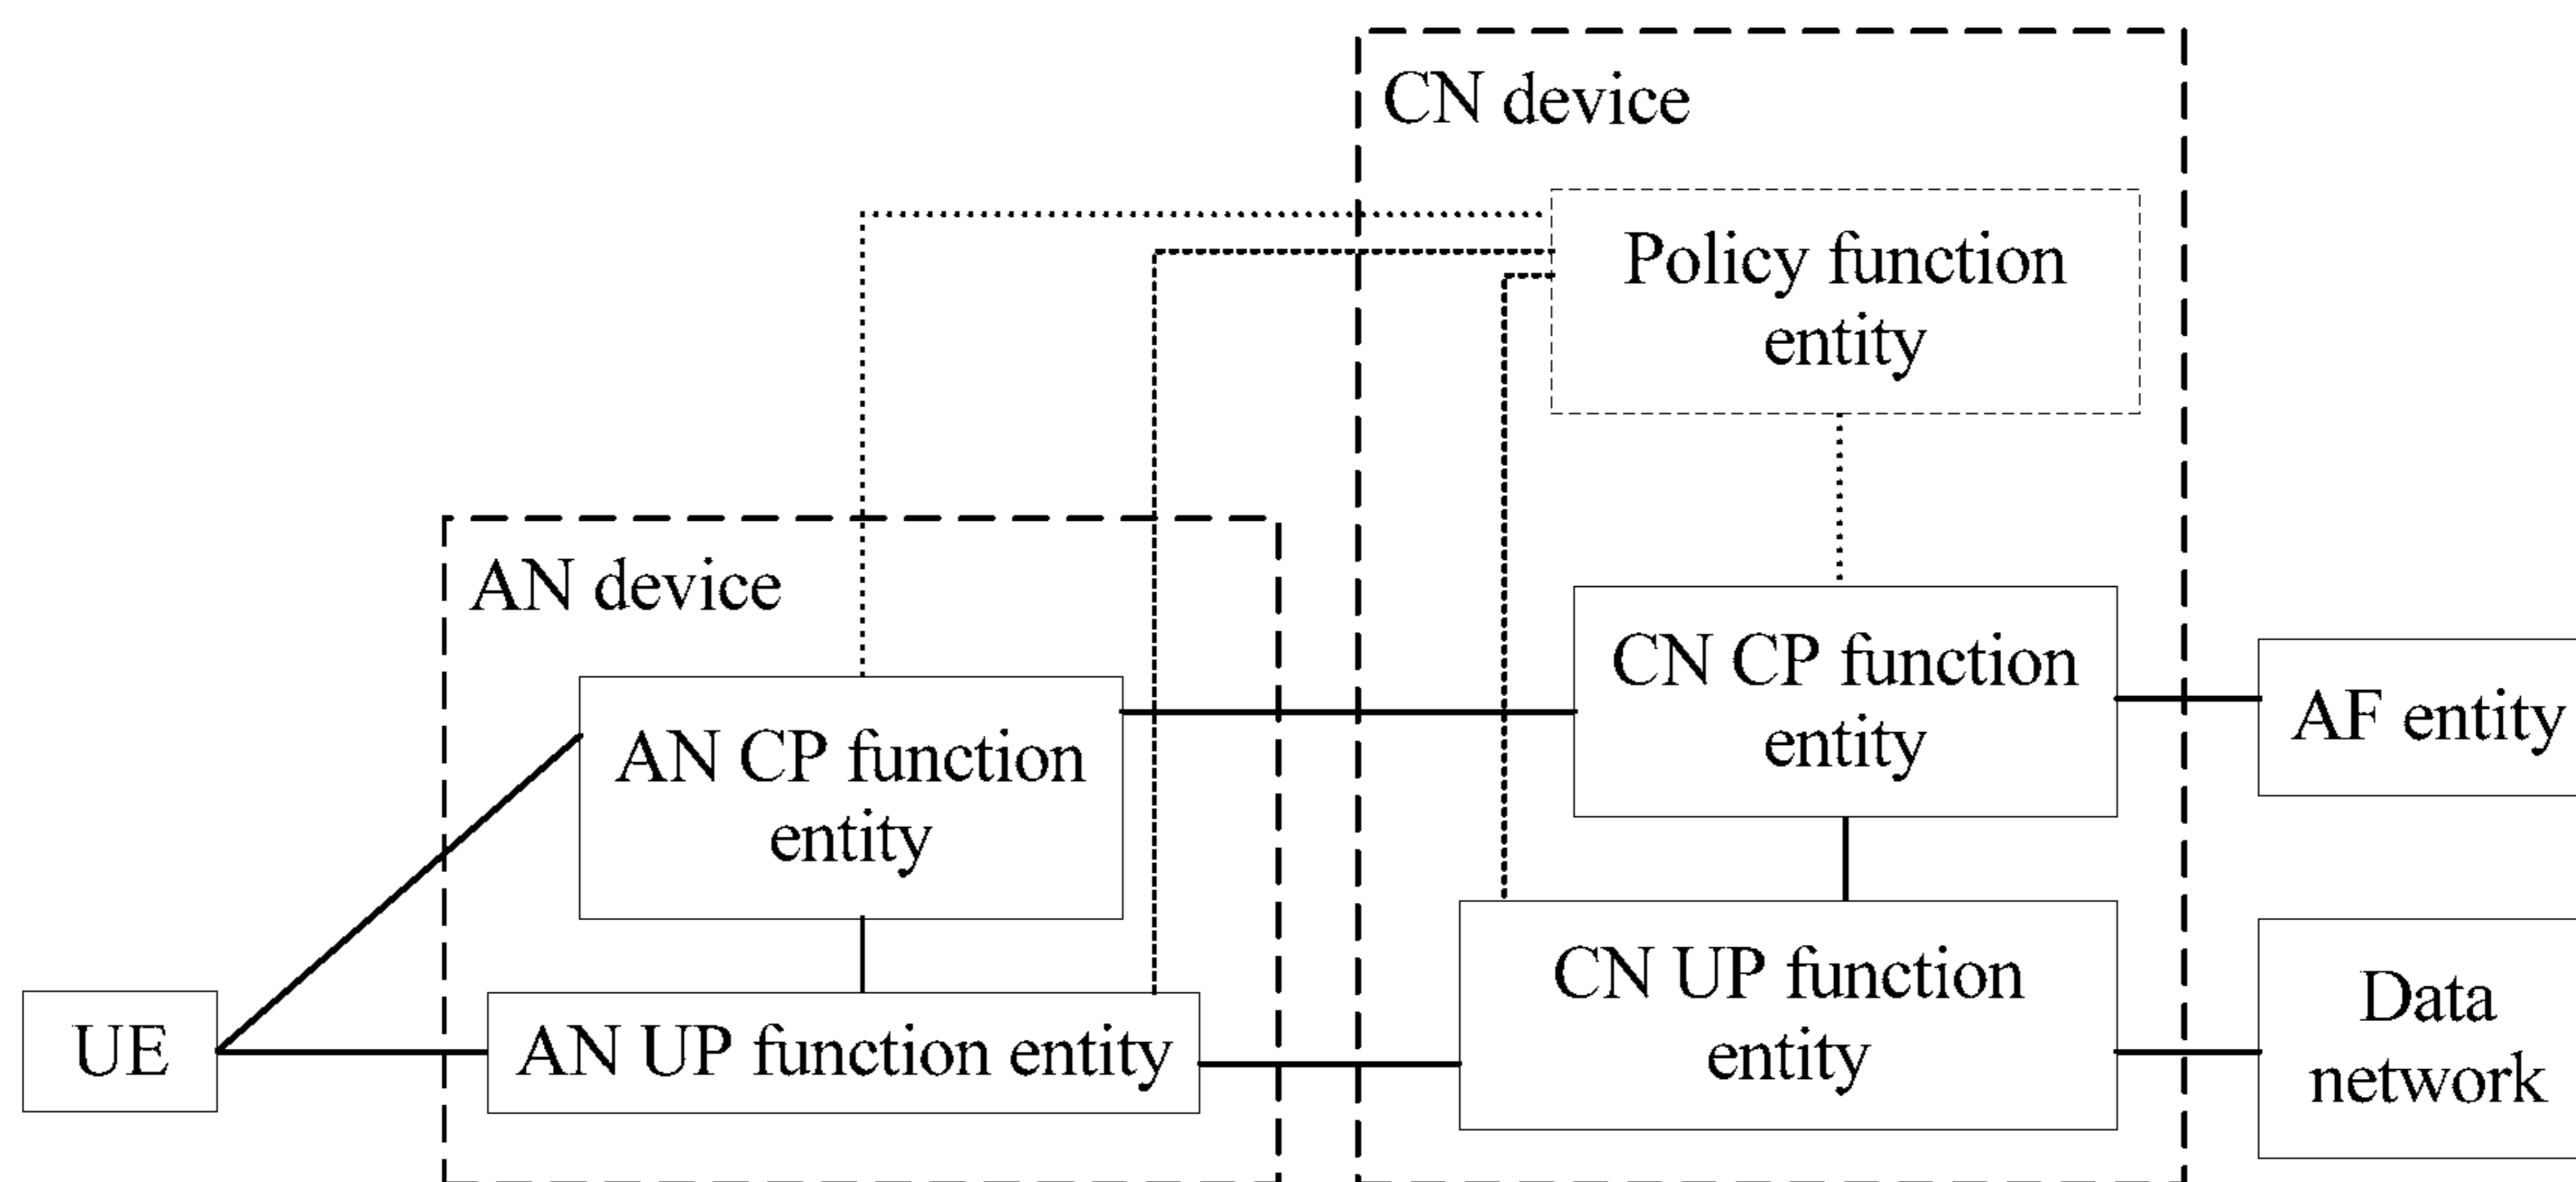 CN device
Policy function
entity
AN device
AN CP function
entity
CN CP function
entity
AF entity
UE
AN UP function entity
CN UP function
entity
Data
network